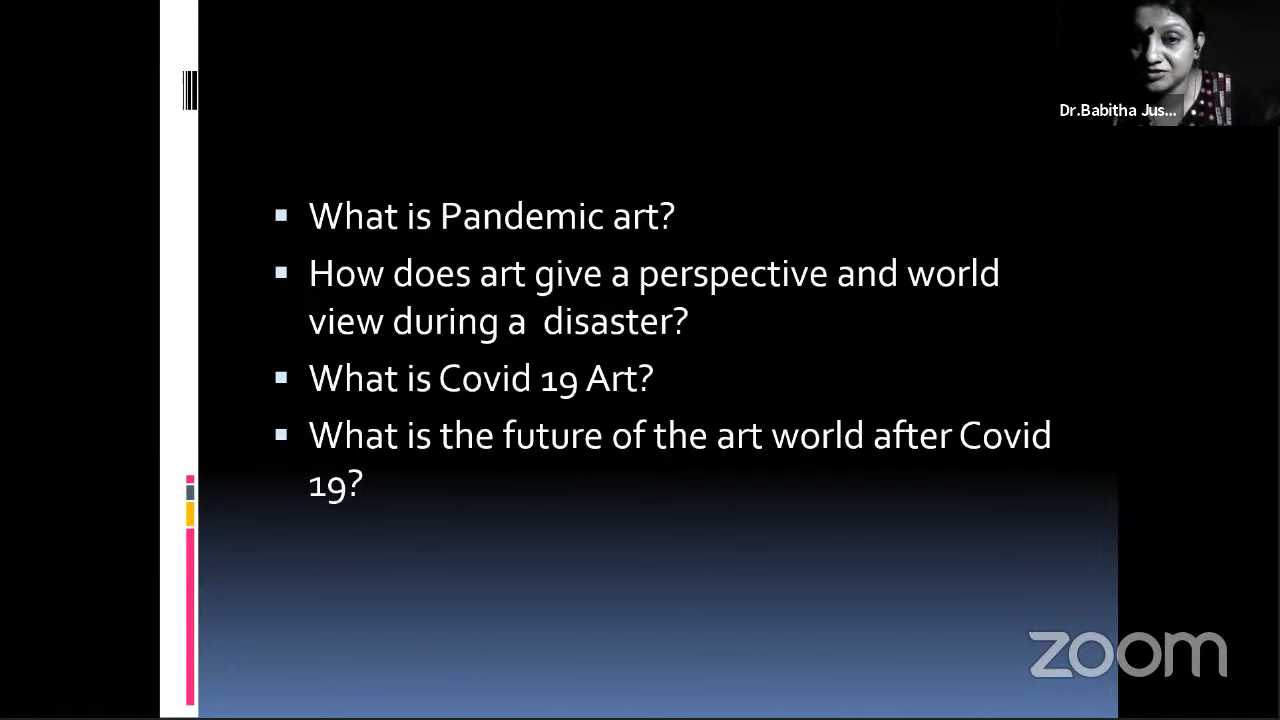 Dr.Babitha Jus...
What is Pandemic art?
How does art give a perspective and world
view during a disaster?
What is Covid 19 Art?
What is the future of the art world after Covid
19?
zoom